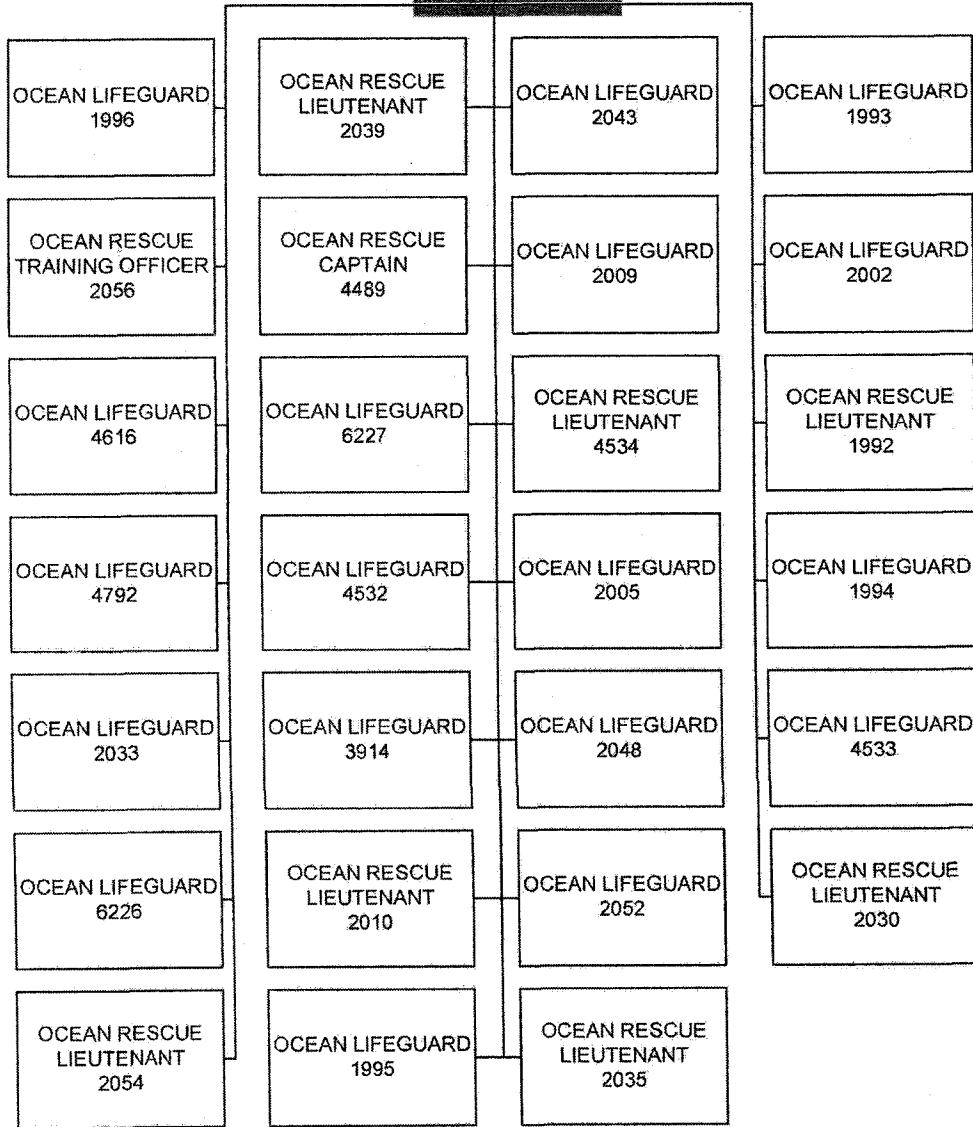 OCEAN LIFEGUARD
1996
OCEAN RESCUE
LIEUTENANT
2039
OCEAN LIFEGUARD
2043
OCEAN LIFEGUARD
1993
OCEAN RESCUE
TRAINING OFFICER
2056
OCEAN RESCUE
CAPTAIN
4489
OCEAN LIFEGUARD
2009
OCEAN LIFEGUARD
2002
OCEAN LIFEGUARD
4616
OCEAN LIFEGUARD
6227
OCEAN RESCUE
LIEUTENANT
4534
OCEAN RESCUE
LIEUTENANT
1992
OCEAN LIFEGUARD
4792
OCEAN LIFEGUARD
4532
OCEAN LIFEGUARD
2005
OCEAN LIFEGUARD
1994
OCEAN LIFEGUARD
2033
OCEAN LIFEGUARD
3914
OCEAN LIFEGUARD
2048
OCEAN LIFEGUARD
4533
OCEAN LIFEGUARD
6226
OCEAN RESCUE
LIEUTENANT
2010
OCEAN LIFEGUARD
2052
OCEAN RESCUE
LIEUTENANT
2030
OCEAN RESCUE
LIEUTENANT
2054
OCEAN LIFEGUARD
1995
OCEAN RESCUE
LIEUTENANT
2035